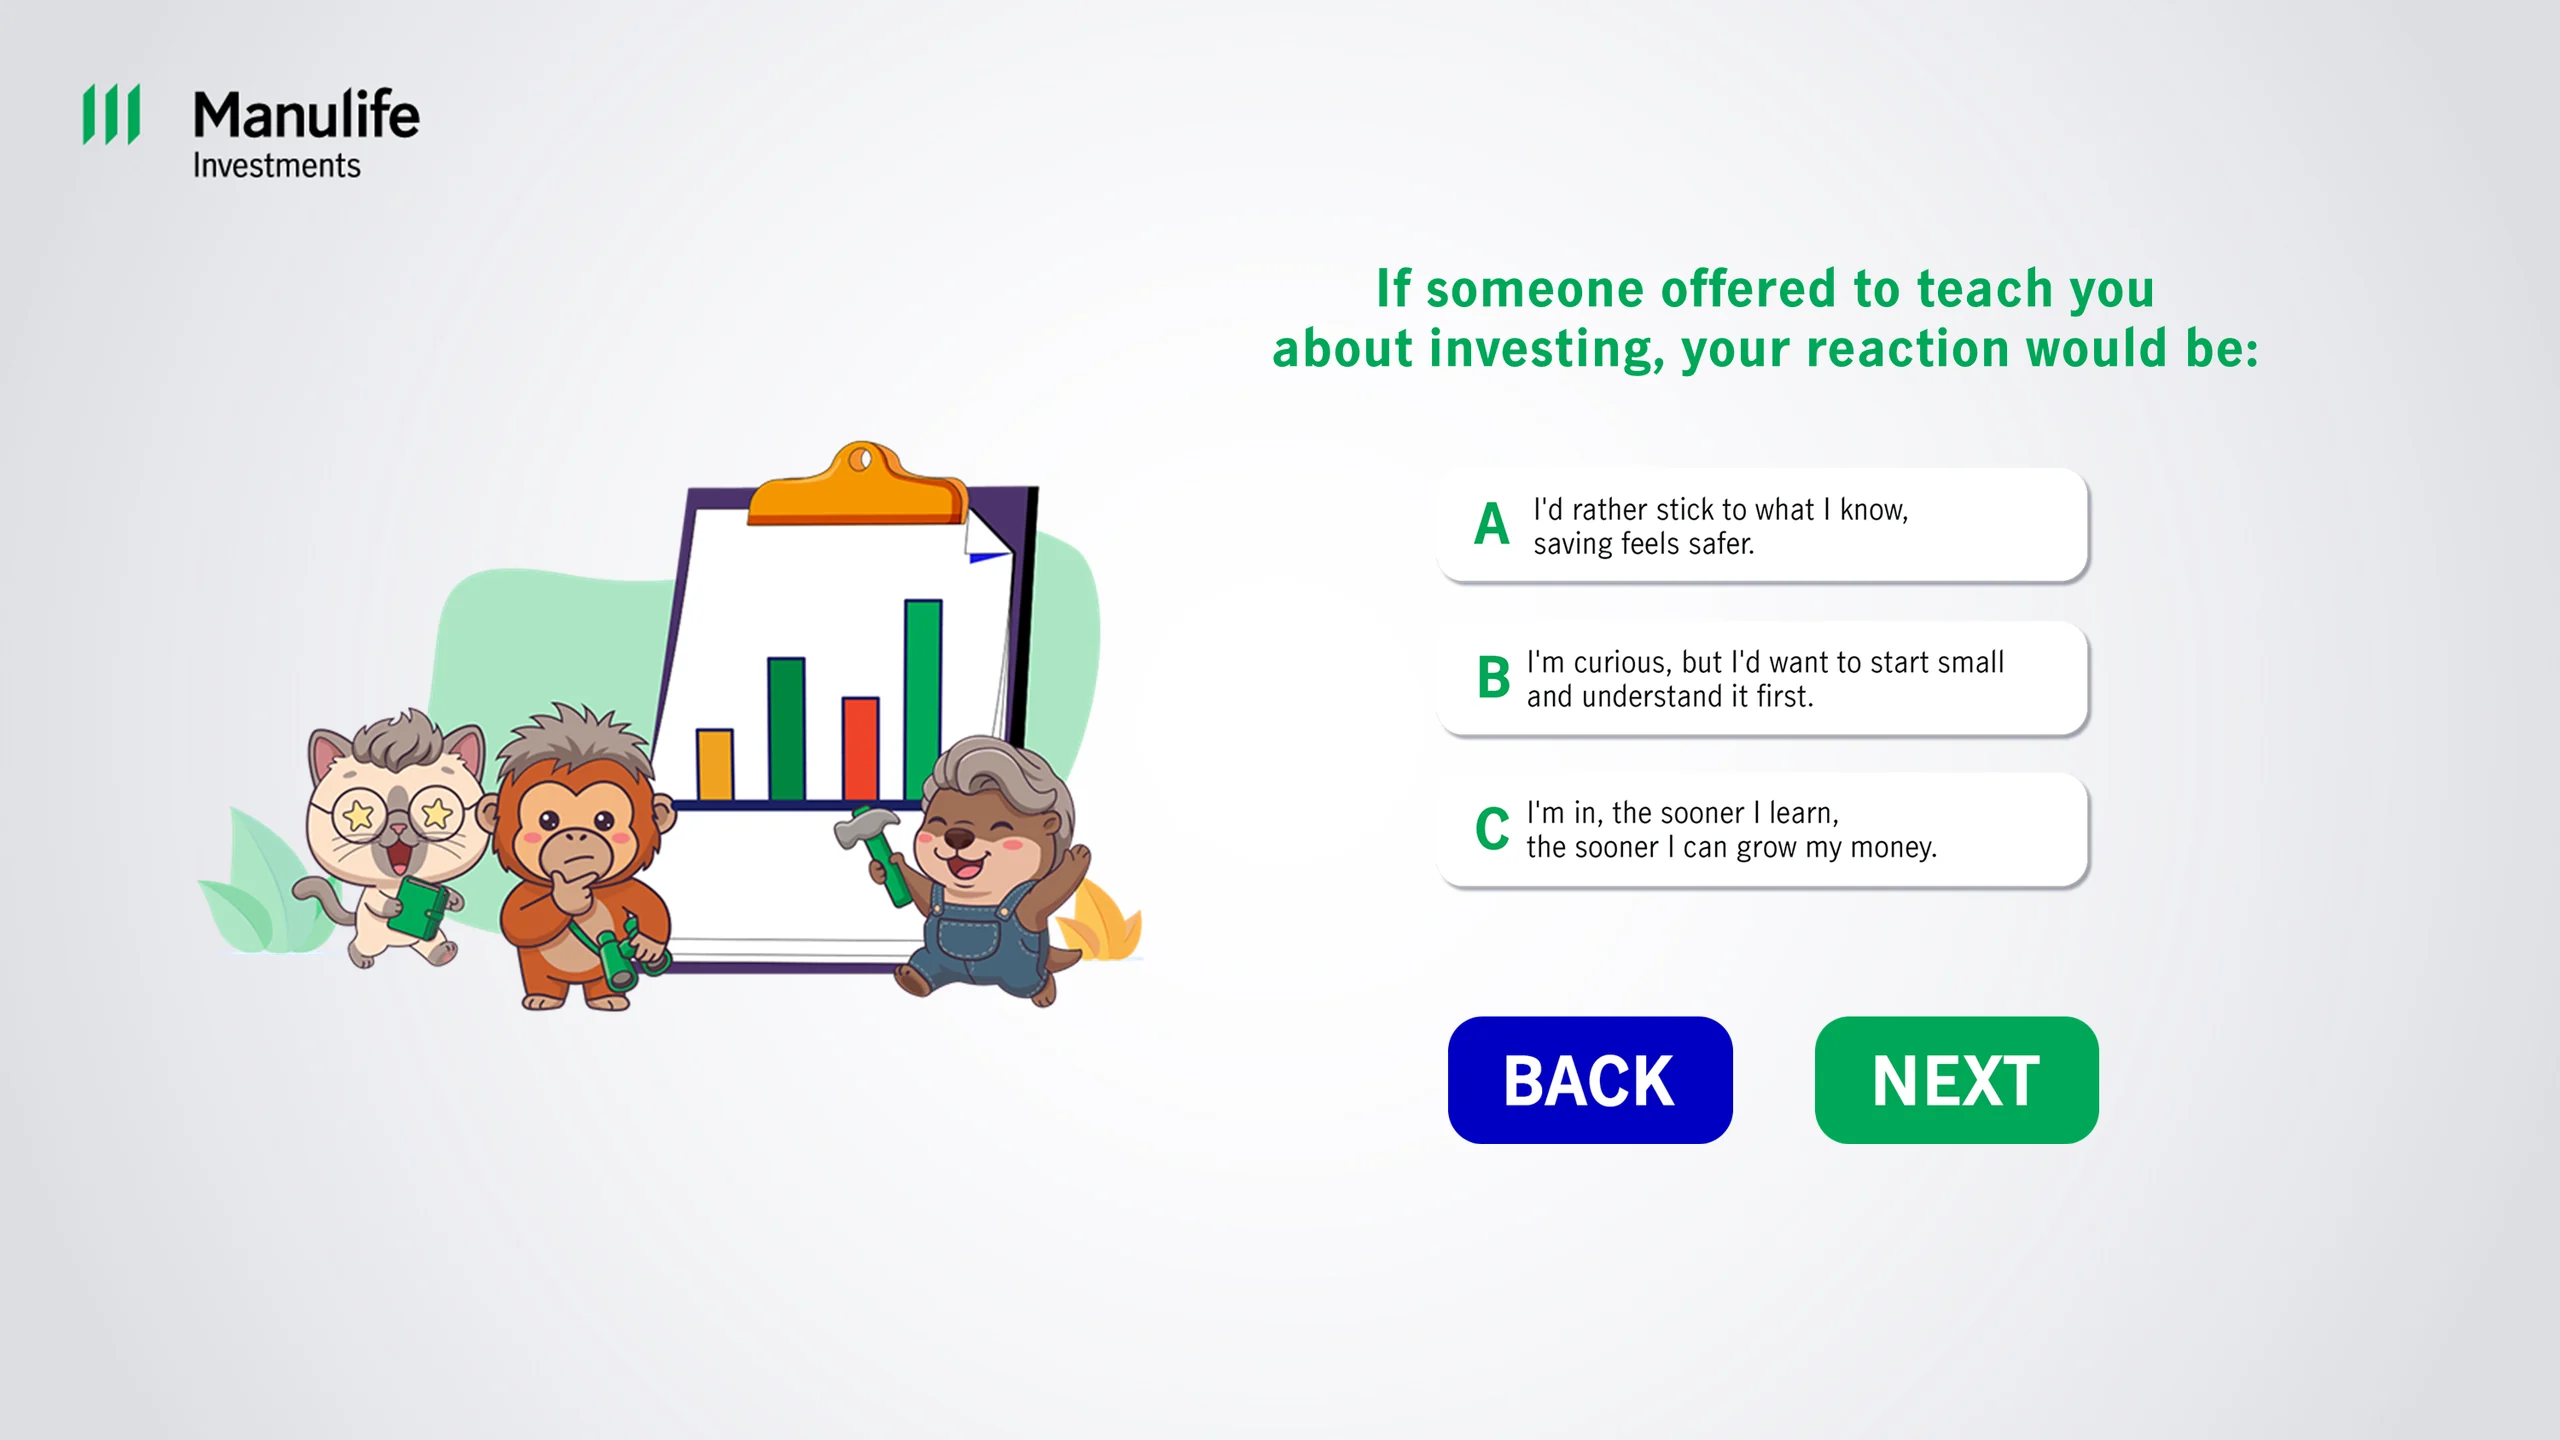 Manulife
Investments
If someone offered to teach you
about investing, your reaction would be:
A
I'd rather stick to what I know,
saving feels safer.
B
I'm curious, but I'd want to start small
and understand it first.
C
I'm in, the sooner I learn,
the sooner I can grow my money.
BACK
NEXT